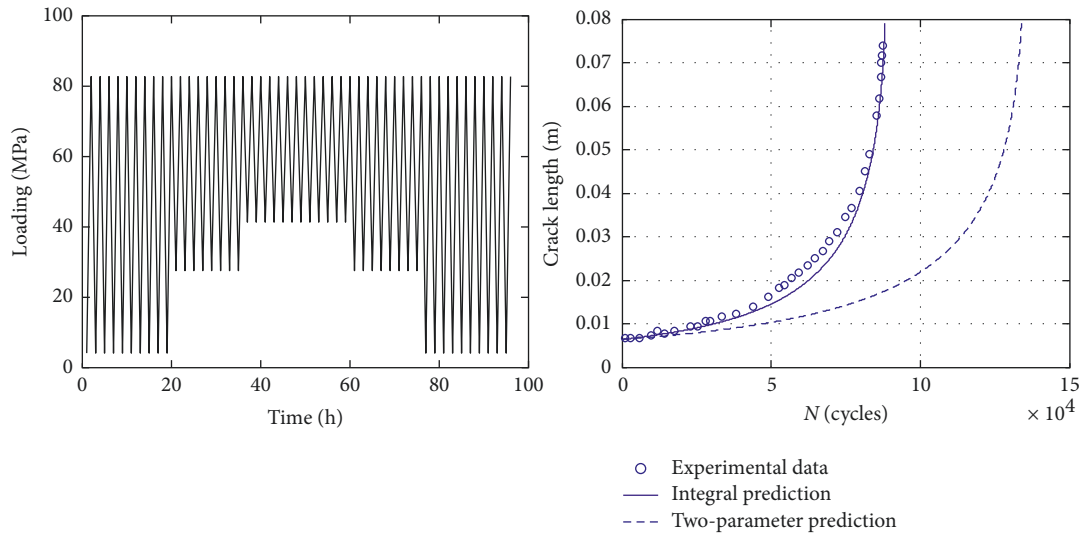 100
80
60
40
20
0
Loading (MPa)
0 20 40 60 80 100
Time (h)
0.08
0.07
0.06
0.05
0.04
0.03
0.02
0.01
0
Crack length (m)
0 5 10 15
N (cycles)
× 10⁴
Experimental data
Integral prediction
Two-parameter prediction